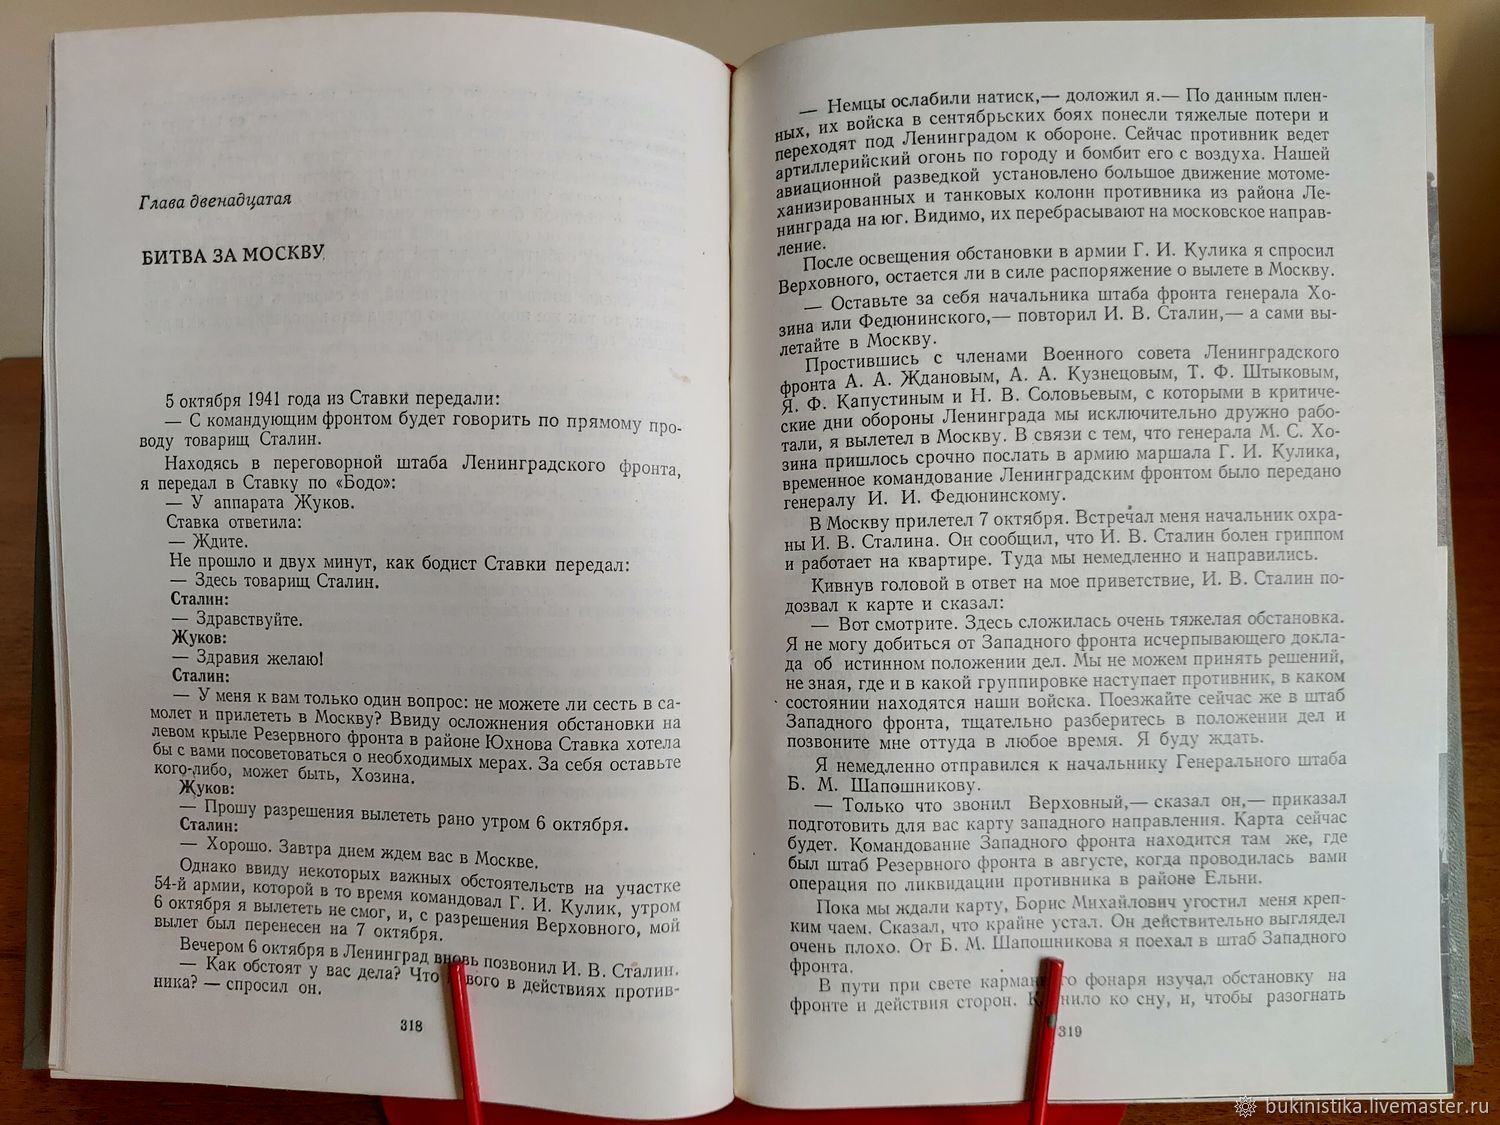 Глава двенадцатая
БИТВА ЗА МОСКВУ
5 октября 1941 года из Ставки передали:
— С командующим фронтом будет говорить по прямому про-
воду товарищ Сталин.
Находясь в переговорной штаба Ленинградского фронта,
я передал в Ставку по «Бодо»:
— У аппарата Жуков.
Ставка ответила:
— Ждите.
Не прошло и двух минут, как бодист Ставки передал:
— Здесь товарищ Сталин.
Сталин:
— Здравствуйте.
Жуков:
— Здравия желаю!
Сталин:
— У меня к вам только один вопрос: не можете ли сесть в са-
молет и прилететь в Москву? Ввиду осложнения обстановки на
левом крыле Резервного фронта в районе Юхнова Ставка хотела
бы с вами посоветоваться о необходимых мерах. За себя оставьте
кого-либо, может быть, Хозина.
Жуков:
— Прошу разрешения вылететь рано утром 6 октября.
Сталин:
— Хорошо. Завтра днем ждем вас в Москве.
Однако ввиду некоторых важных обстоятельств на участке
54-й армии, которой в то время командовал Г. И. Кулик, утром
6 октября я вылететь не смог, и, с разрешения Верховного, мой
вылет был перенесен на 7 октября.
Вечером 6 октября в Ленинград вновь позвонил И. В. Сталин.
— Как обстоят у вас дела? Что нового в действиях против-
ника? — спросил он.
318
— Немцы ослабили натиск,— доложил я.— По данным плен-
ных, их войска в сентябрьских боях понесли тяжелые потери и
переходят под Ленинградом к обороне. Сейчас противник ведет
артиллерийский огонь по городу и бомбит его с воздуха. Нашей
авиационной разведкой установлено большое движение мотоме-
ханизированных и танковых колонн противника из района Ле-
нинграда на юг. Видимо, их перебрасывают на московское направ-
ление.
После освещения обстановки в армии Г. И. Кулика я спросил
Верховного, остается ли в силе распоряжение о вылете в Москву.
— Оставьте за себя начальника штаба фронта генерала Хо-
зина или Федюнинского,— повторил И. В. Сталин,— а сами вы-
летайте в Москву.
Простившись с членами Военного совета Ленинградского
фронта А. А. Ждановым, А. А. Кузнецовым, Т. Ф. Штыковым,
Я. Ф. Капустиным и Н. В. Соловьевым, с которыми в критиче-
ские дни обороны Ленинграда мы исключительно дружно рабо-
тали, я вылетел в Москву. В связи с тем, что генерала М. С. Хо-
зина пришлось срочно послать в армию маршала Г. И. Кулика,
временное командование Ленинградским фронтом было передано
генералу И. И. Федюнинскому.
В Москву прилетел 7 октября. Встречал меня начальник охра-
ны И. В. Сталина. Он сообщил, что И. В. Сталин болен гриппом
и работает на квартире. Туда мы немедленно и направились.
Кивнув головой в ответ на мое приветствие, И. В. Сталин по-
дозвал к карте и сказал:
— Вот смотрите. Здесь сложилась очень тяжелая обстановка.
Я не могу добиться от Западного фронта исчерпывающего докла-
да об истинном положении дел. Мы не можем принять решений,
не зная, где и в какой группировке наступает противник, в каком
состоянии находятся наши войска. Поезжайте сейчас же в штаб
Западного фронта, тщательно разберитесь в положении дел и
позвоните мне оттуда в любое время. Я буду ждать.
Я немедленно отправился к начальнику Генерального штаба
Б. М. Шапошникову.
— Только что звонил Верховный,— сказал он,— приказал
подготовить для вас карту западного направления. Карта сейчас
будет. Командование Западного фронта находится там же, где
был штаб Резервного фронта в августе, когда проводилась вами
операция по ликвидации противника в районе Ельни.
Пока мы ждали карту, Борис Михайлович угостил меня креп-
ким чаем. Сказал, что крайне устал. Он действительно выглядел
очень плохо. От Б. М. Шапошникова я поехал в штаб Западного
фронта.
В пути при свете карманного фонаря изучал обстановку на
фронте и действия сторон. Клонило ко сну, и, чтобы разогнать
319
bukinistika.livemaster.ru